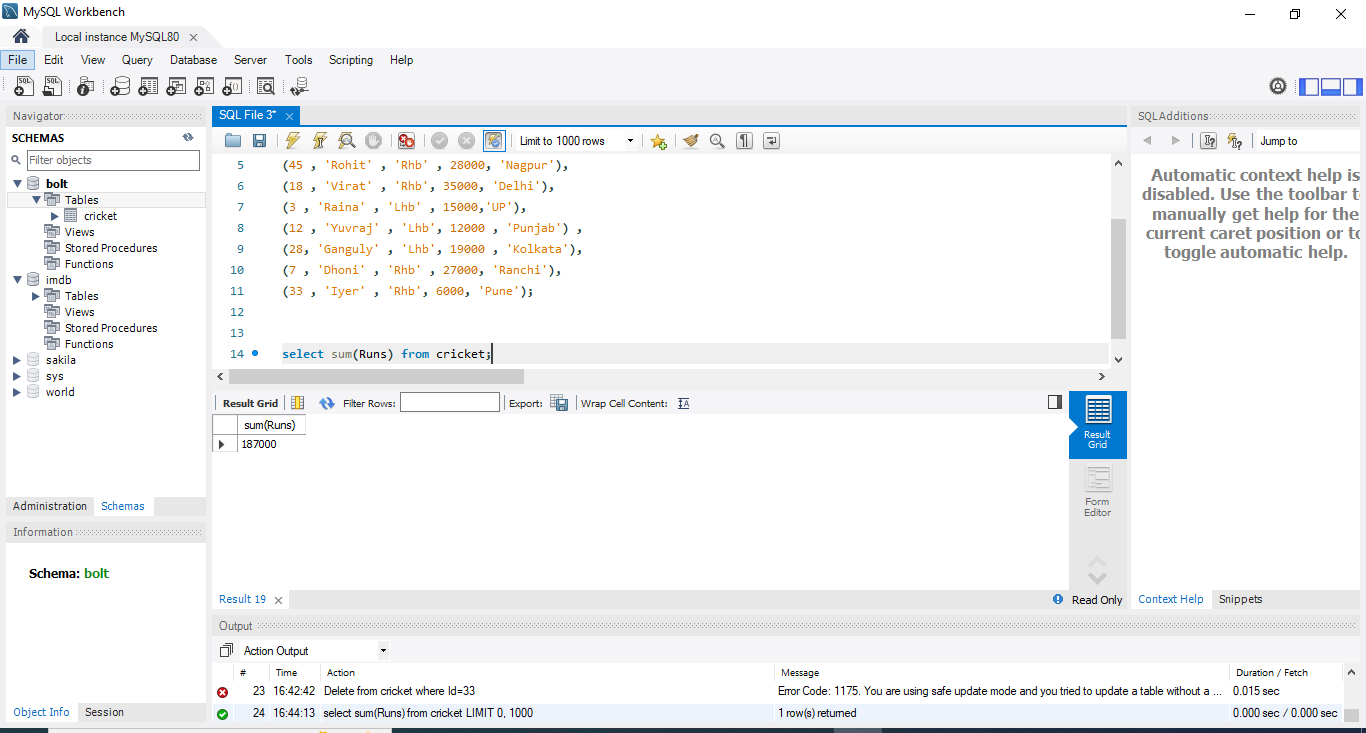 MySQL Workbench
Local instance MySQL80
File Edit View Query Database Server Tools Scripting Help
Navigator
SCHEMAS
Filter objects
bolt
Tables
cricket
Views
Stored Procedures
Functions
imdb
Tables
Views
Stored Procedures
Functions
sakila
sys
world
Administration Schemas
Information
Schema: bolt
Object Info Session
SQL File 3*
Limit to 1000 rows
5 (45 , 'Rohit' , 'Rhb' , 28000, 'Nagpur'),
6 (18 , 'Virat' , 'Rhb', 35000, 'Delhi'),
7 (3 , 'Raina' , 'Lhb' , 15000,'UP'),
8 (12 , 'Yuvraj' , 'Lhb', 12000 , 'Punjab') ,
9 (28, 'Ganguly' , 'Lhb', 19000 , 'Kolkata'),
10 (7 , 'Dhoni' , 'Rhb' , 27000, 'Ranchi'),
11 (33 , 'Iyer' , 'Rhb', 6000, 'Pune');
12
13
14 select sum(Runs) from cricket;
Result Grid Filter Rows: Export: Wrap Cell Content:
sum(Runs)
187000
Result
Grid
Form
Editor
Result 19
Read Only
SQLAdditions
Jump to
Automatic context help is
disabled. Use the toolbar t
manually get help for the
current caret position or to
toggle automatic help.
Context Help Snippets
Output
Action Output
# Time Action Message Duration / Fetch
23 16:42:42 Delete from cricket where Id=33 Error Code: 1175. You are using safe update mode and you tried to update a table without a ... 0.015 sec
24 16:44:13 select sum(Runs) from cricket LIMIT 0, 1000 1 row(s) returned 0.000 sec / 0.000 sec